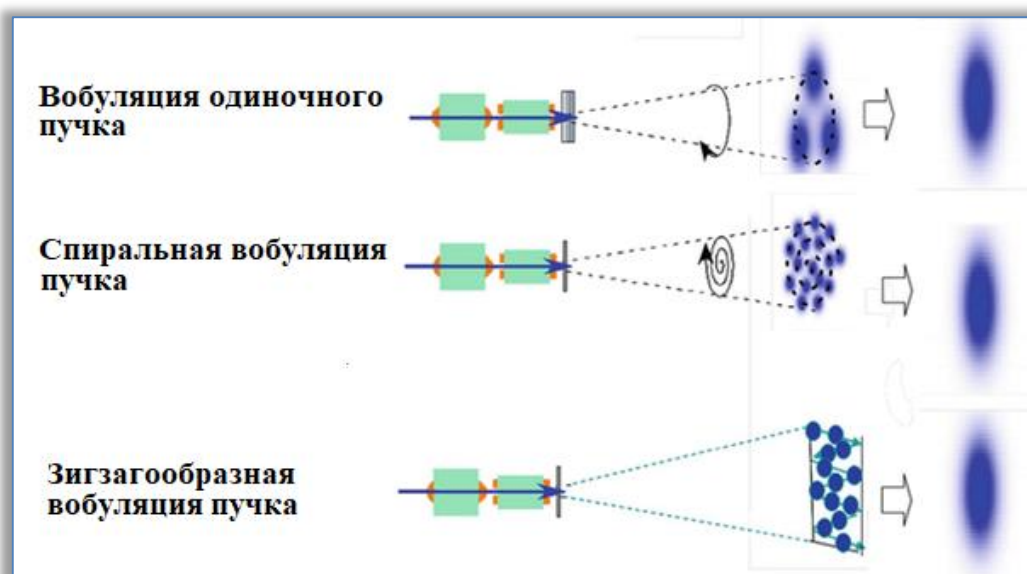 Вобуляция одиночного
пучка
Спиральная вобуляция
пучка
Зигзагообразная
вобуляция пучка